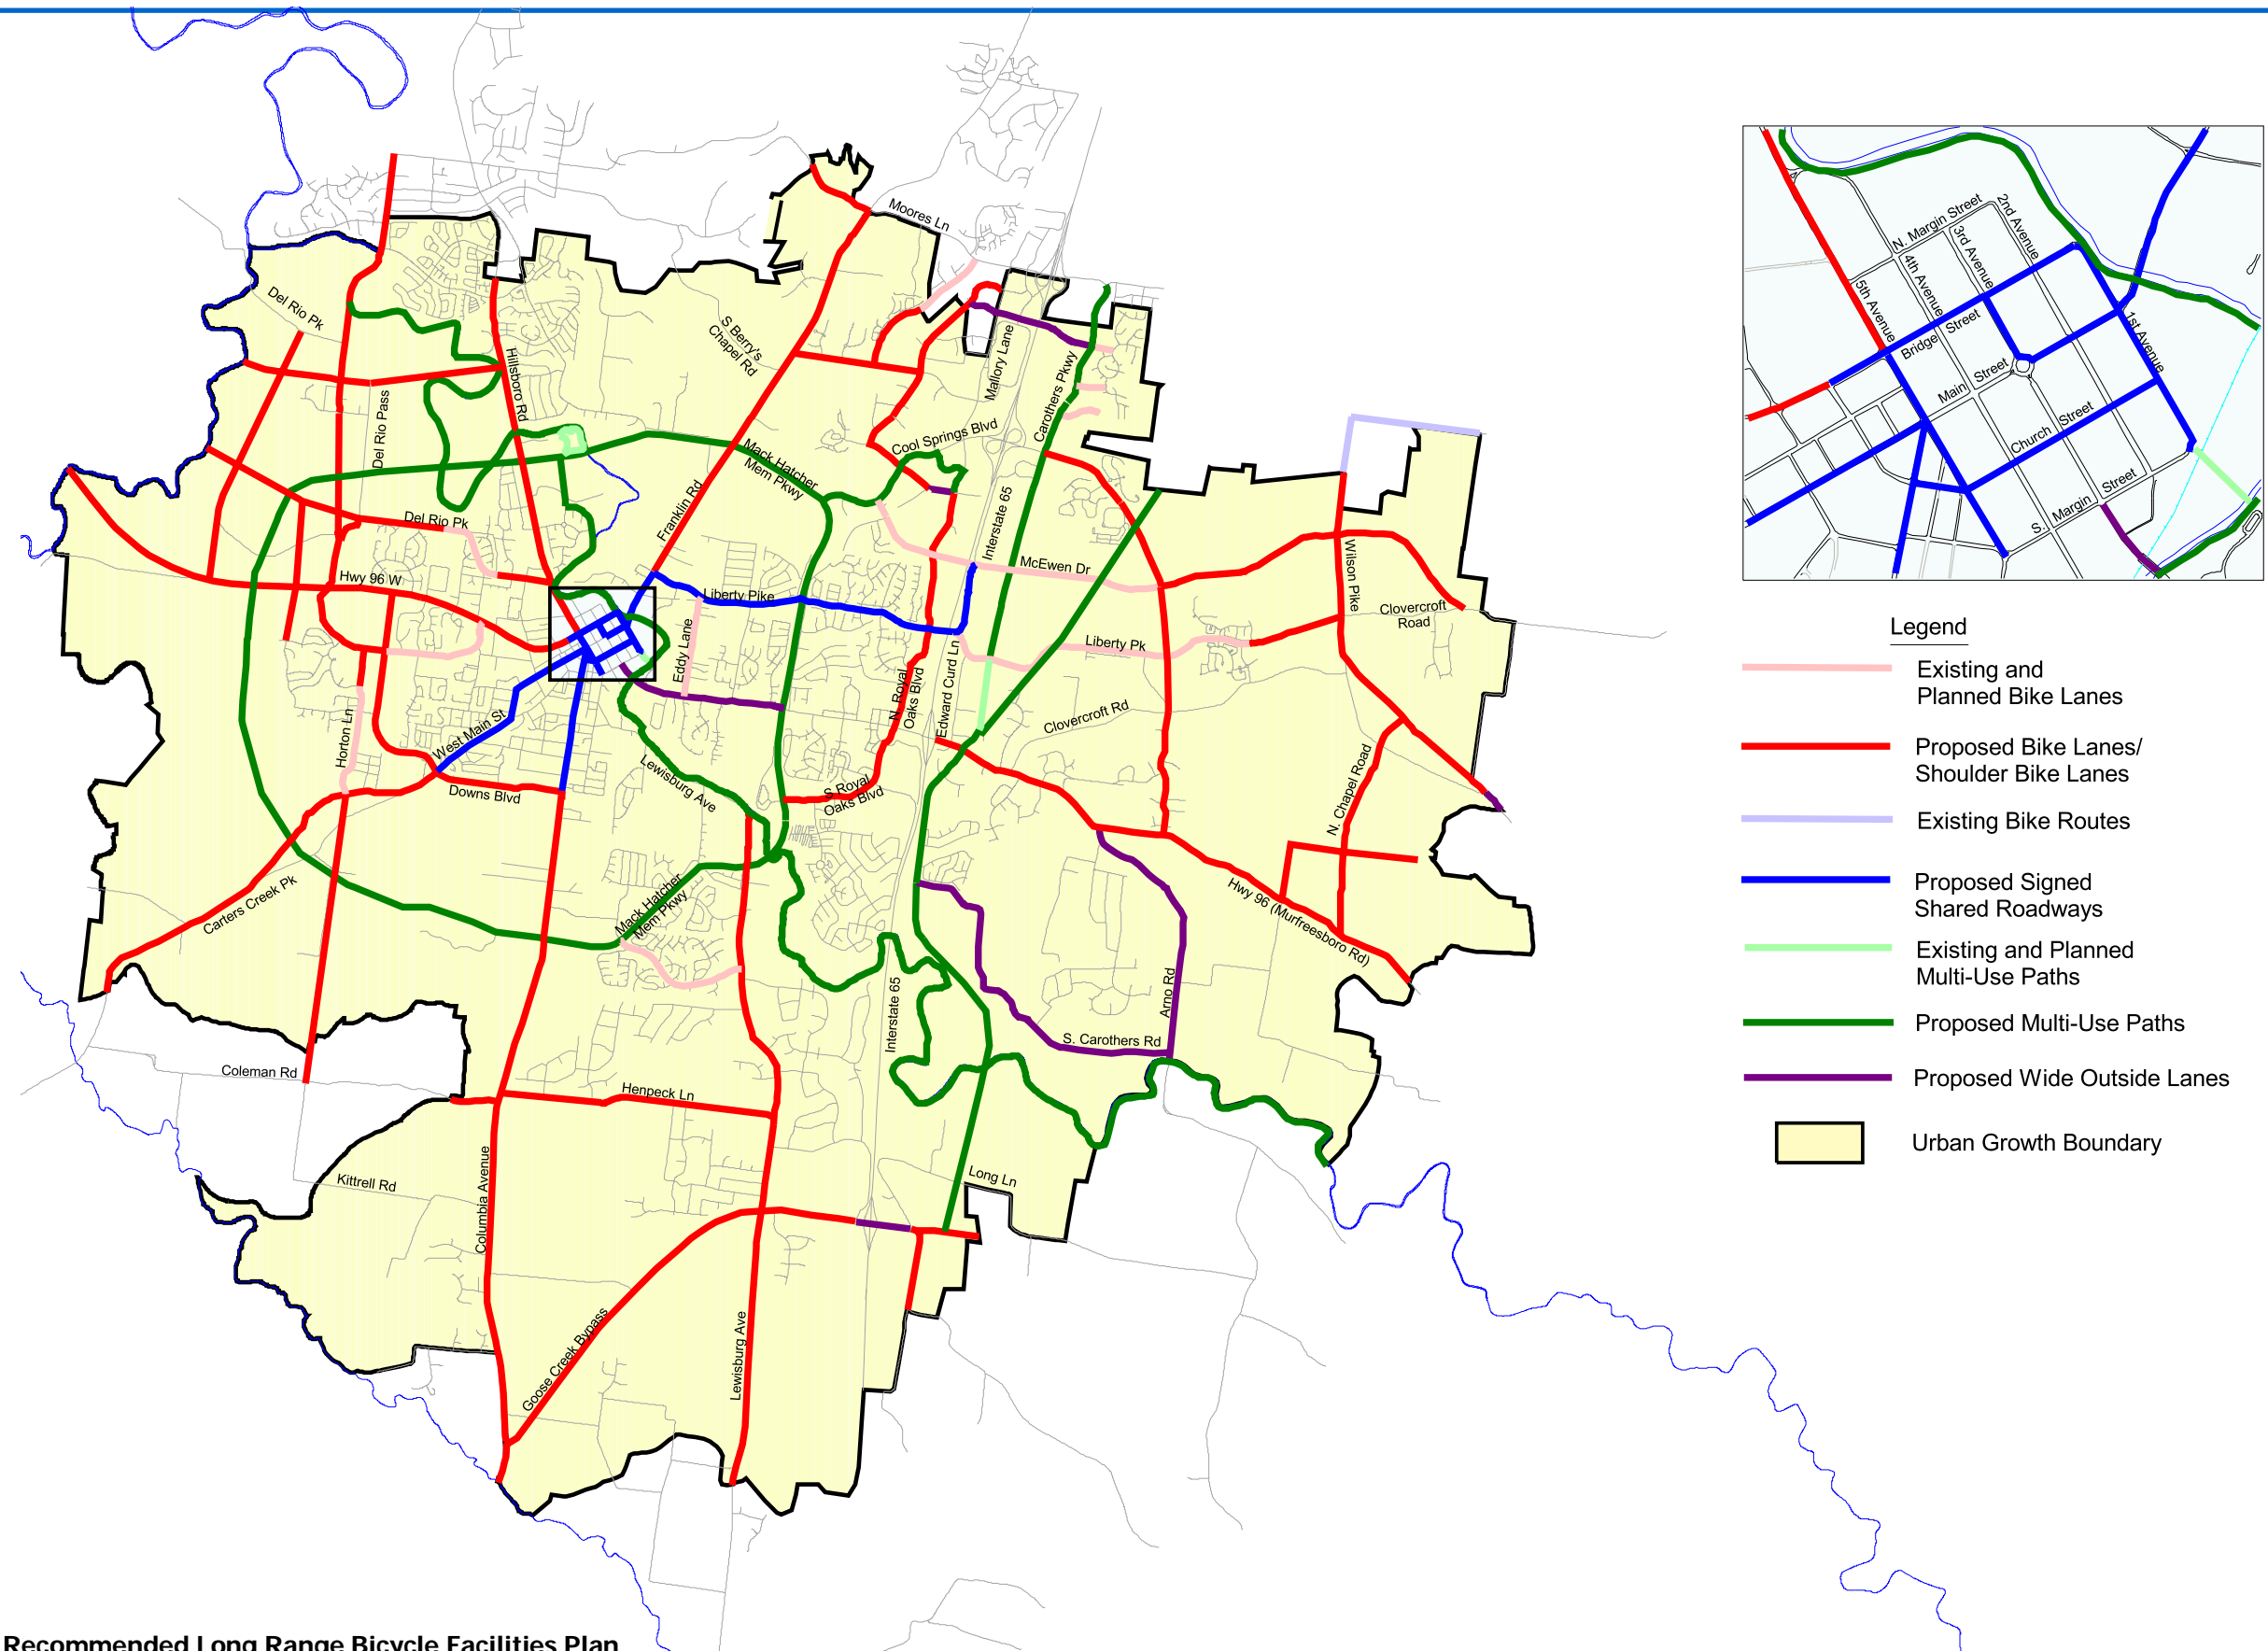 Moores Ln
Del Rio Pk
S Berry's
Chapel Rd
Hillsboro Rd
Mallory Lane
Carothers Pkwy
Del Rio Pass
Cool Springs Blvd
Mack Hatcher
Mem Pkwy
Franklin Rd
Interstate 65
Del Rio Pk
McEwen Dr
Wilson Pike
Hwy 96 W
Liberty Pike
Clovercroft
Road
Eddy Lane
Liberty Pk
N. Royal
Oaks Blvd
Edward Curd Ln
Clovercroft Rd
Horton Ln
West Main St
Lewisburg Ave
N. Chapel Road
Downs Blvd
S Royal
Oaks Blvd
Carters Creek Pk
Mack Hatcher
Mem Pkwy
Hwy 96 (Murfreesboro Rd)
Arno Rd
Interstate 65
S. Carothers Rd
Coleman Rd
Henpeck Ln
Kittrell Rd
Columbia Avenue
Long Ln
Goose Creek Bypass
Lewisburg Ave
N. Margin Street
2nd Avenue
3rd Avenue
4th Avenue
5th Avenue
Bridge Street
1st Avenue
Main Street
Church Street
S. Margin Street
Legend
Existing and
Planned Bike Lanes
Proposed Bike Lanes/
Shoulder Bike Lanes
Existing Bike Routes
Proposed Signed
Shared Roadways
Existing and Planned
Multi-Use Paths
Proposed Multi-Use Paths
Proposed Wide Outside Lanes
Urban Growth Boundary
Recommended Long Range Bicycle Facilities Plan